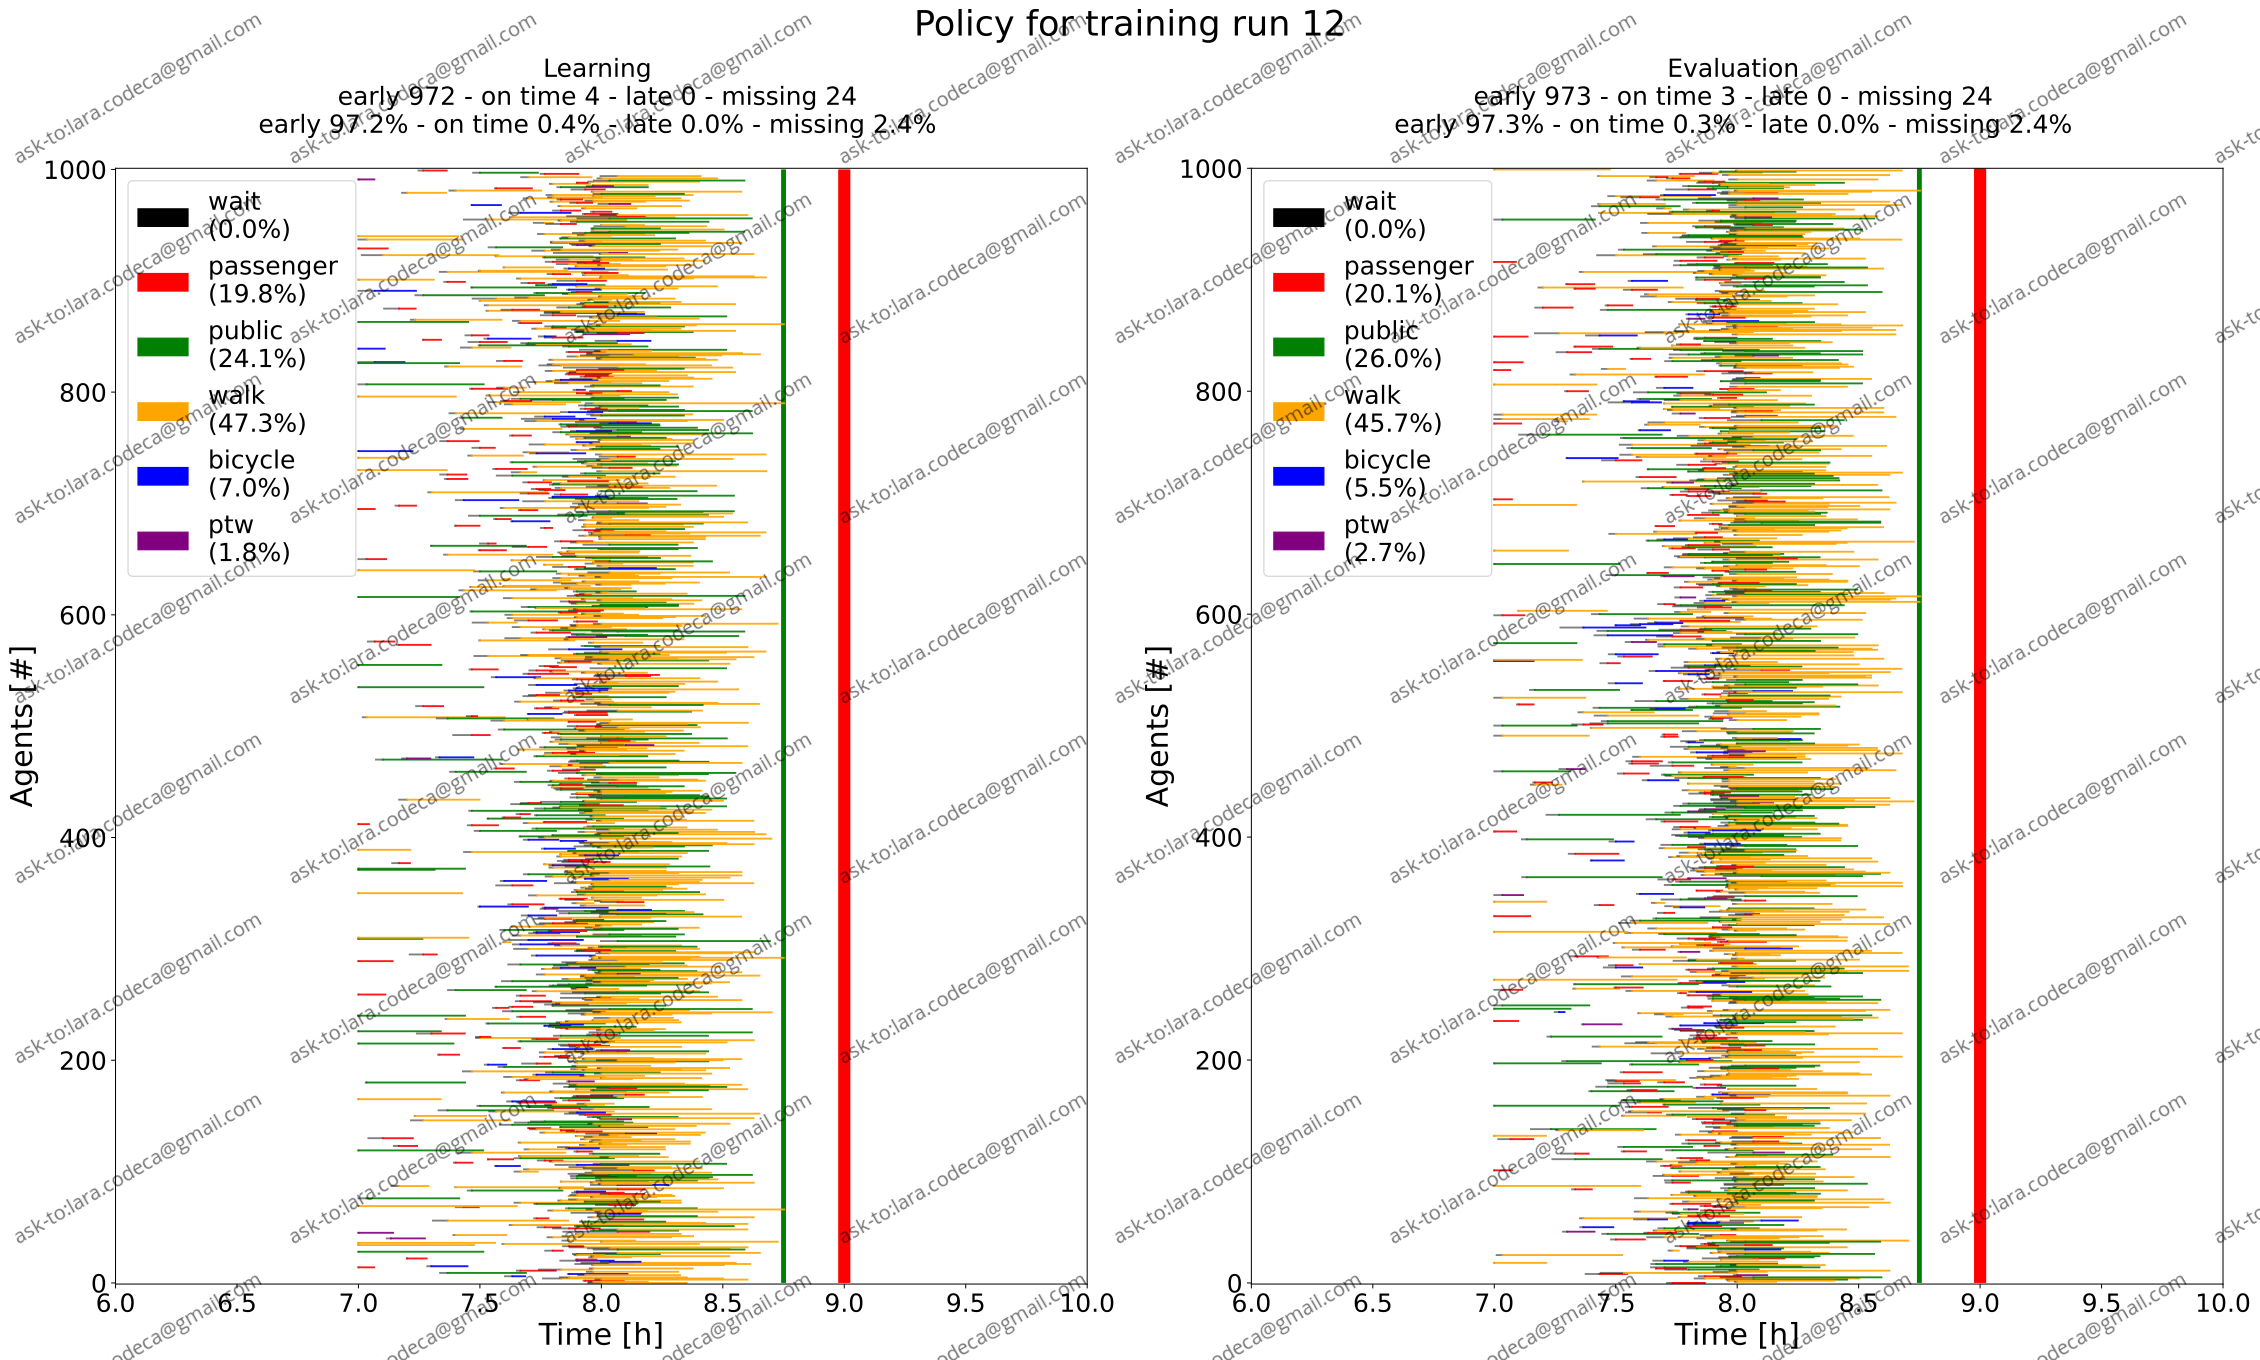 Policy for training run 12
Learning
early 972 - on time 4 - late 0 - missing 24
early 97.2% - on time 0.4% - late 0.0% - missing 2.4%
1000
800
600
400
200
0
Agents [#]
wait
(0.0%)
passenger
(19.8%)
public
(24.1%)
walk
(47.3%)
bicycle
(7.0%)
ptw
(1.8%)
6.0 6.5 7.0 7.5 8.0 8.5 9.0 9.5 10.0
Time [h]
Evaluation
early 973 - on time 3 - late 0 - missing 24
early 97.3% - on time 0.3% - late 0.0% - missing 2.4%
1000
800
600
400
200
0
Agents [#]
wait
(0.0%)
passenger
(20.1%)
public
(26.0%)
walk
(45.7%)
bicycle
(5.5%)
ptw
(2.7%)
6.0 6.5 7.0 7.5 8.0 8.5 9.0 9.5 10.0
Time [h]
ask-to:lara.codeca@gmail.com